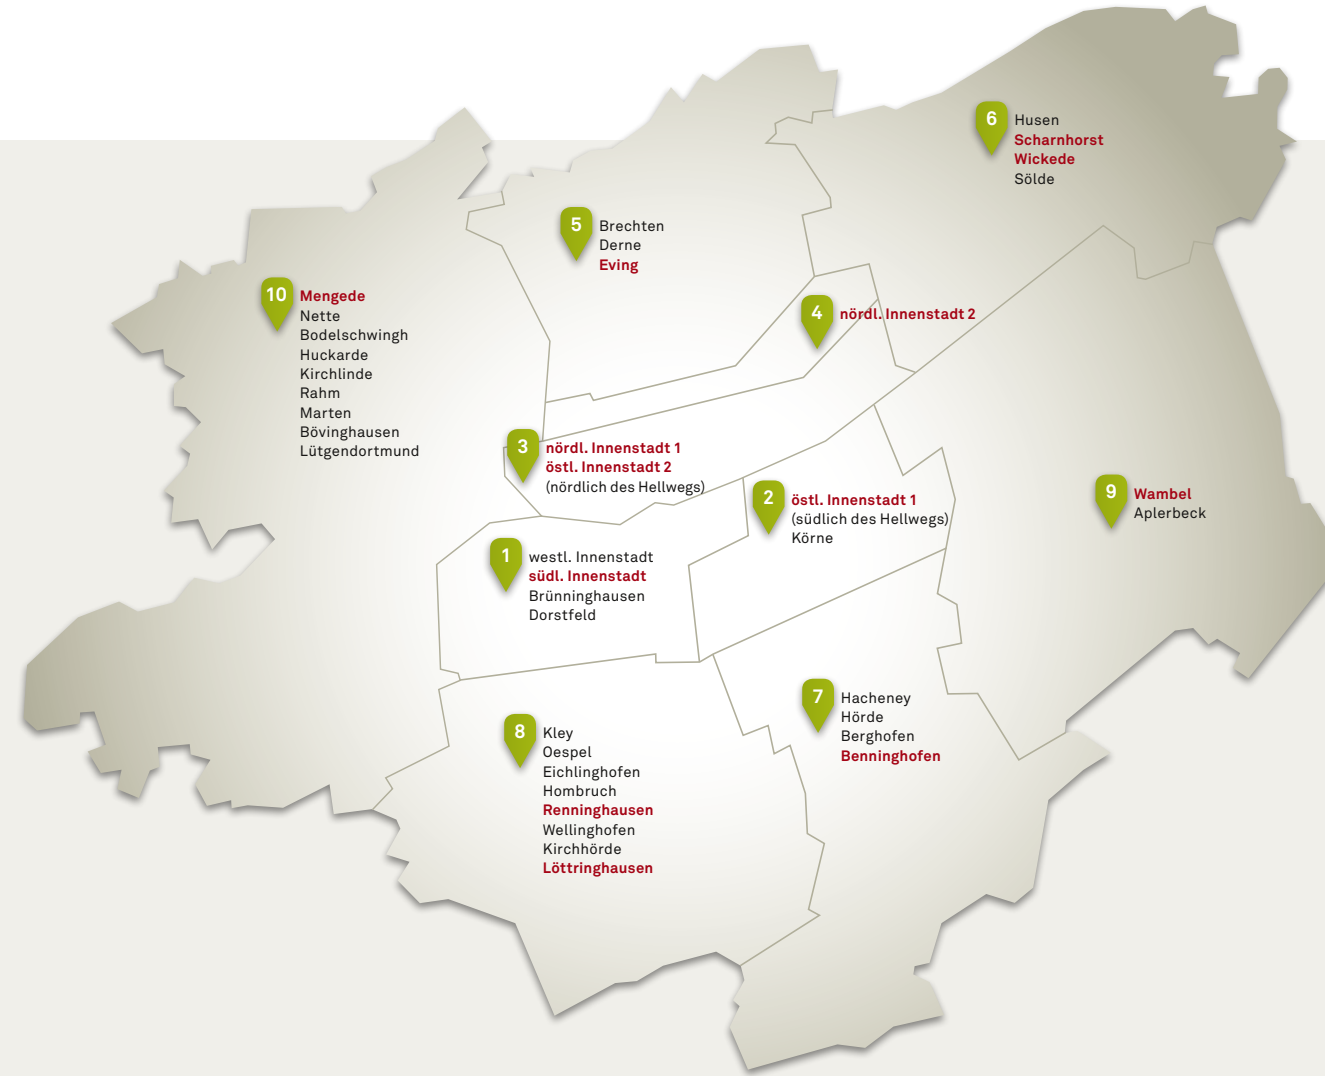 6
Husen
Scharnhorst
Wickede
Sölde
5
Brechten
Derne
Eving
10
Mengede
Nette
Bodelschwingh
Huckarde
Kirchlinde
Rahm
Marten
Bövinghausen
Lütgendortmund
4
nördl. Innenstadt 2
3
nördl. Innenstadt 1
östl. Innenstadt 2
(nördlich des Hellwegs)
2
östl. Innenstadt 1
(südlich des Hellwegs)
Körne
9
Wambel
Aplerbeck
1
westl. Innenstadt
südl. Innenstadt
Brünninghausen
Dorstfeld
7
Hacheney
Hörde
Berghofen
Benninghofen
8
Kley
Oespel
Eichlinghofen
Hombruch
Renninghausen
Wellinghofen
Kirchhörde
Löttringhausen